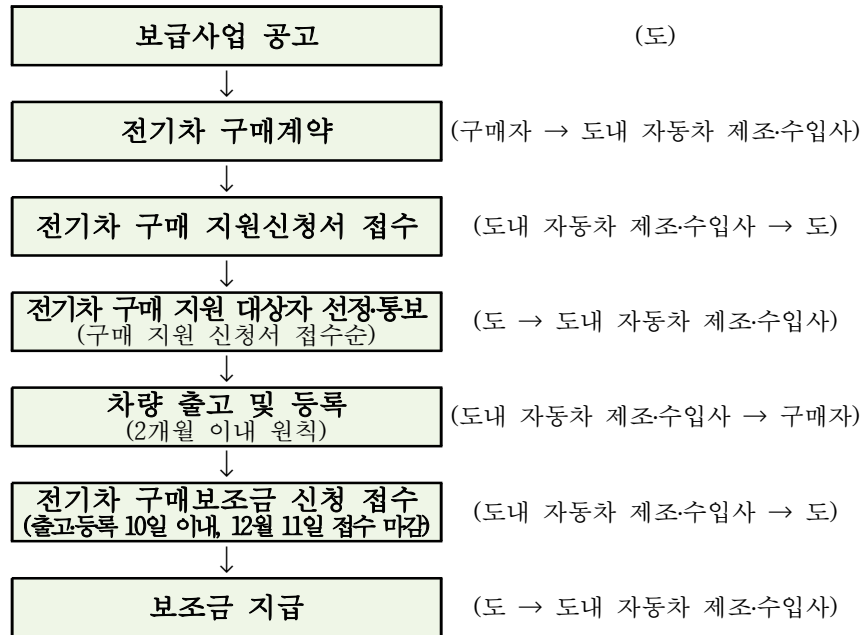 보급사업 공고 (도)
↓
전기차 구매계약 (구매자 → 도내 자동차 제조·수입사)
↓
전기차 구매 지원신청서 접수 (도내 자동차 제조·수입사 → 도)
↓
전기차 구매 지원 대상자 선정·통보
(구매 지원 신청서 접수순)
(도 → 도내 자동차 제조·수입사)
↓
차량 출고 및 등록
(2개월 이내 원칙)
(도내 자동차 제조·수입사 → 구매자)
↓
전기차 구매보조금 신청 접수
(출고·등록 10일 이내, 12월 11일 접수 마감)
(도내 자동차 제조·수입사 → 도)
↓
보조금 지급 (도 → 도내 자동차 제조·수입사)